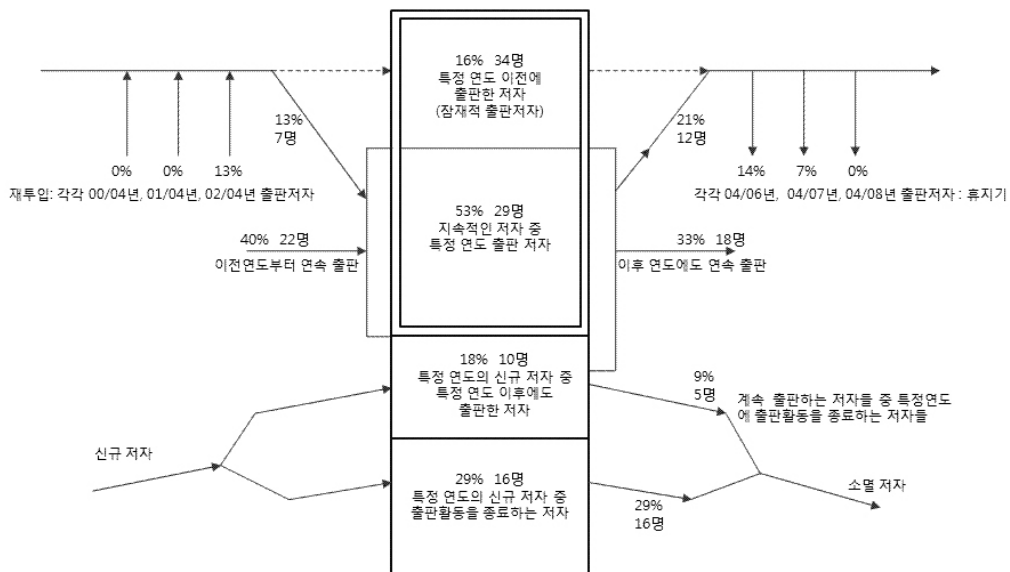 16% 34명
특정 연도 이전에
출판한 저자
(잠재적 출판저자)
13%
7명
21%
12명
0% 0% 13%
재투입: 각각 00/04년, 01/04년, 02/04년 출판저자
14% 7% 0%
각각 04/06년, 04/07년, 04/08년 출판저자 : 휴지기
53% 29명
지속적인 저자 중
특정 연도 출판 저자
40% 22명
이전연도부터 연속 출판
33% 18명
이후 연도에도 연속 출판
18% 10명
특정 연도의 신규 저자 중
특정 연도 이후에도
출판한 저자
9%
5명
계속 출판하는 저자들 중 특정연도
에 출판활동을 종료하는 저자들
신규 저자
29% 16명
특정 연도의 신규 저자 중
출판활동을 종료하는 저자
29%
16명
소멸 저자